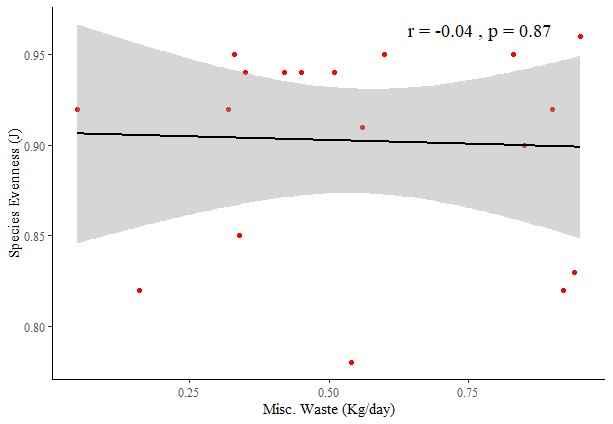 r = -0.04 , p = 0.87
0.95
0.90
0.85
0.80
Species Evenness (J)
0.25 0.50 0.75
Misc. Waste (Kg/day)